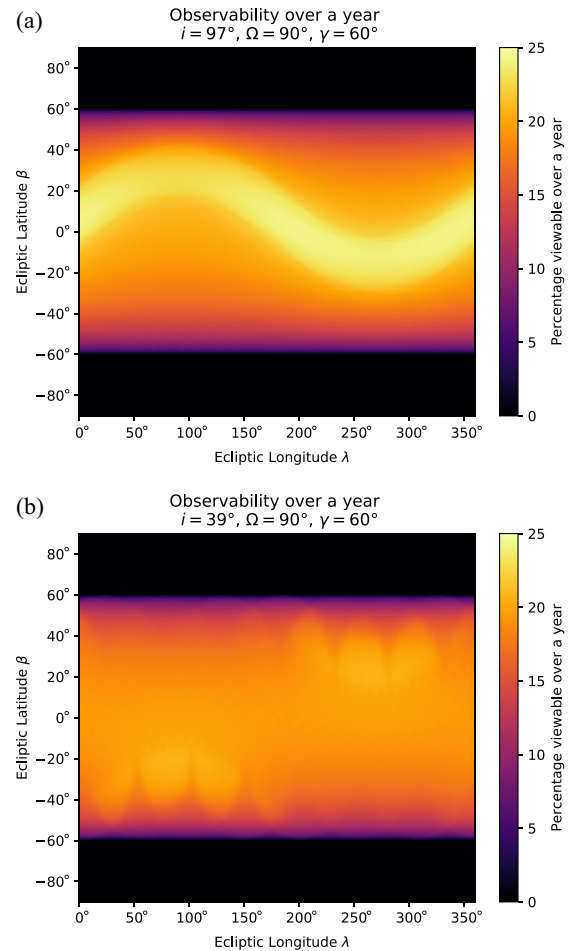 (a)
Observability over a year
i = 97°, Ω = 90°, γ = 60°
80°
60°
40°
20°
0°
−20°
−40°
−60°
−80°
Ecliptic Latitude β
0° 50° 100° 150° 200° 250° 300° 350°
Ecliptic Longitude λ
25
20
15
10
5
0
Percentage viewable over a year
(b)
Observability over a year
i = 39°, Ω = 90°, γ = 60°
80°
60°
40°
20°
0°
−20°
−40°
−60°
−80°
Ecliptic Latitude β
0° 50° 100° 150° 200° 250° 300° 350°
Ecliptic Longitude λ
25
20
15
10
5
0
Percentage viewable over a year